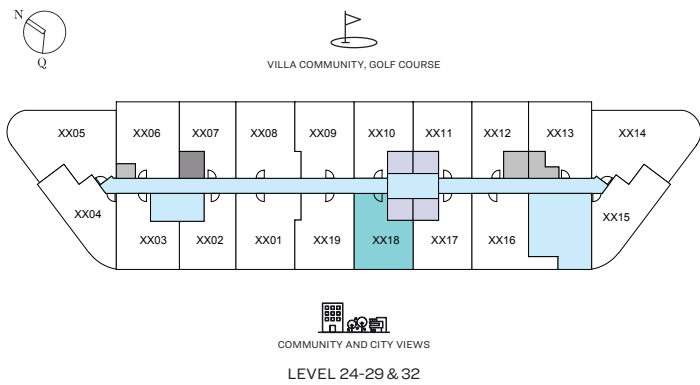 N
Q
VILLA COMMUNITY, GOLF COURSE
XX05 XX06 XX07 XX08 XX09 XX10 XX11 XX12 XX13 XX14
XX04 XX03 XX02 XX01 XX19 XX18 XX17 XX16 XX15
COMMUNITY AND CITY VIEWS
LEVEL 24-29 & 32